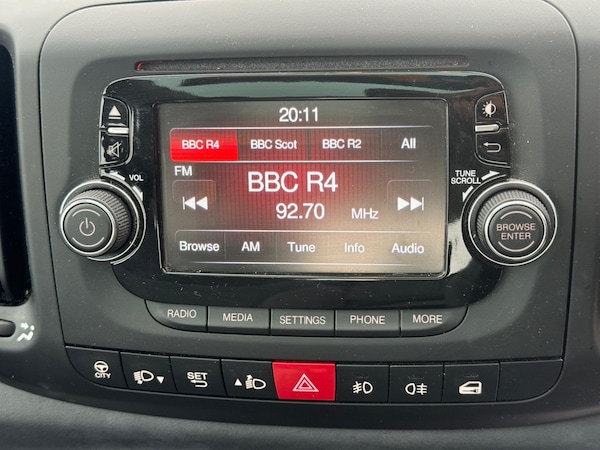 20:11
BBC R4 BBC Scot BBC R2 All
VOL
FM
TUNE
SCROLL
BBC R4
92.70 MHz
BROWSE
ENTER
Browse AM Tune Info Audio
RADIO MEDIA SETTINGS PHONE MORE
CITY SET